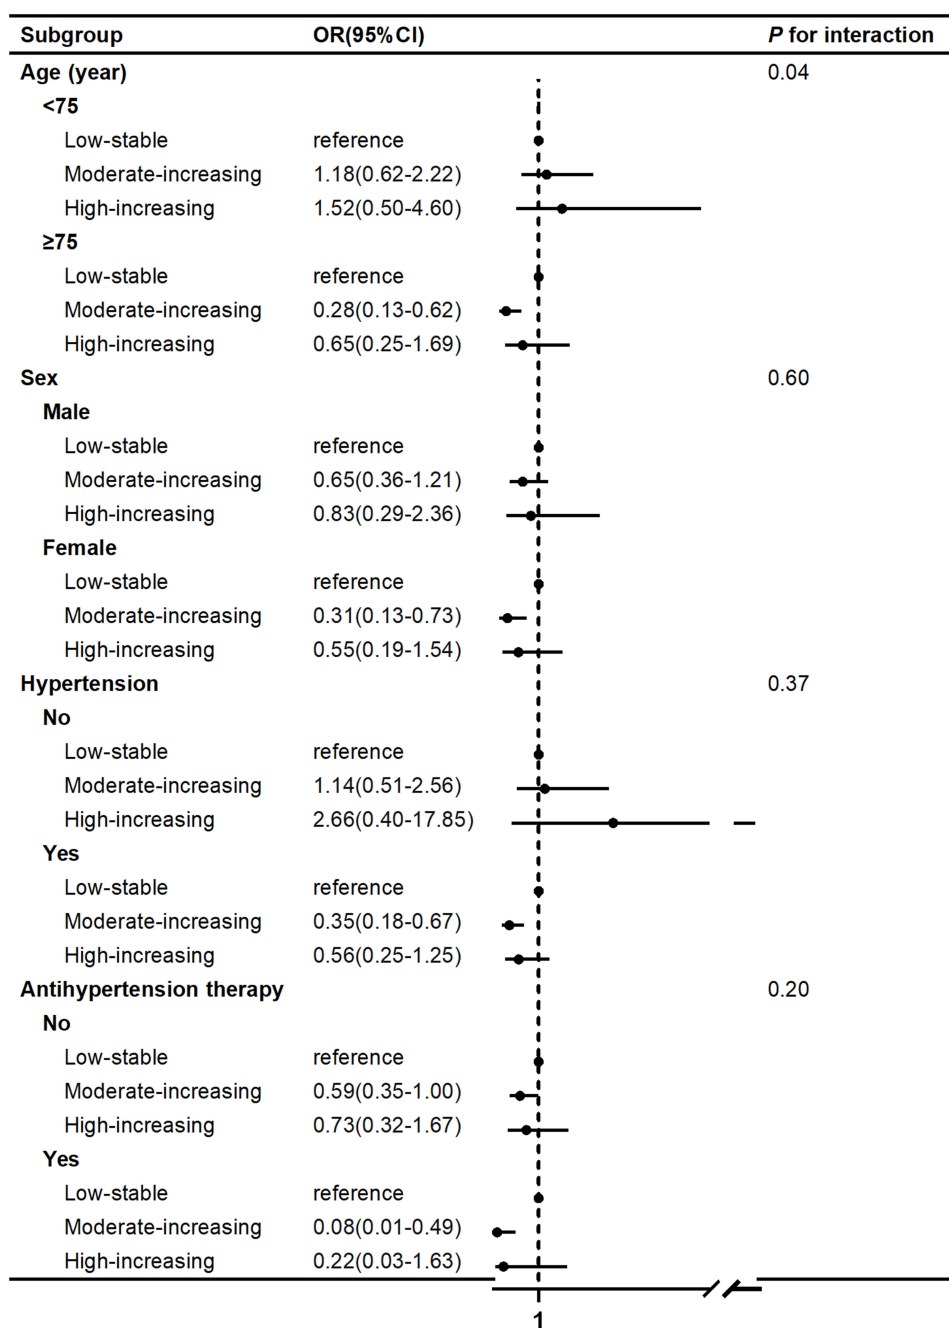 Subgroup OR(95%CI) P for interaction
Age (year) 0.04
<75
Low-stable reference
Moderate-increasing 1.18(0.62-2.22)
High-increasing 1.52(0.50-4.60)
≥75
Low-stable reference
Moderate-increasing 0.28(0.13-0.62)
High-increasing 0.65(0.25-1.69)
Sex 0.60
Male
Low-stable reference
Moderate-increasing 0.65(0.36-1.21)
High-increasing 0.83(0.29-2.36)
Female
Low-stable reference
Moderate-increasing 0.31(0.13-0.73)
High-increasing 0.55(0.19-1.54)
Hypertension 0.37
No
Low-stable reference
Moderate-increasing 1.14(0.51-2.56)
High-increasing 2.66(0.40-17.85)
Yes
Low-stable reference
Moderate-increasing 0.35(0.18-0.67)
High-increasing 0.56(0.25-1.25)
Antihypertension therapy 0.20
No
Low-stable reference
Moderate-increasing 0.59(0.35-1.00)
High-increasing 0.73(0.32-1.67)
Yes
Low-stable reference
Moderate-increasing 0.08(0.01-0.49)
High-increasing 0.22(0.03-1.63)
1